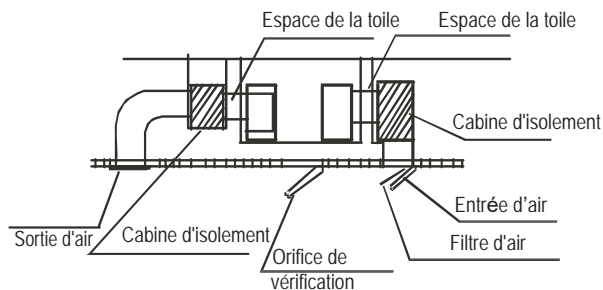 Espace de la toile
Espace de la toile
Cabine d'isolement
Entrée d'air
Sortie d'air
Cabine d'isolement
Orifice de
vérification
Filtre d'air